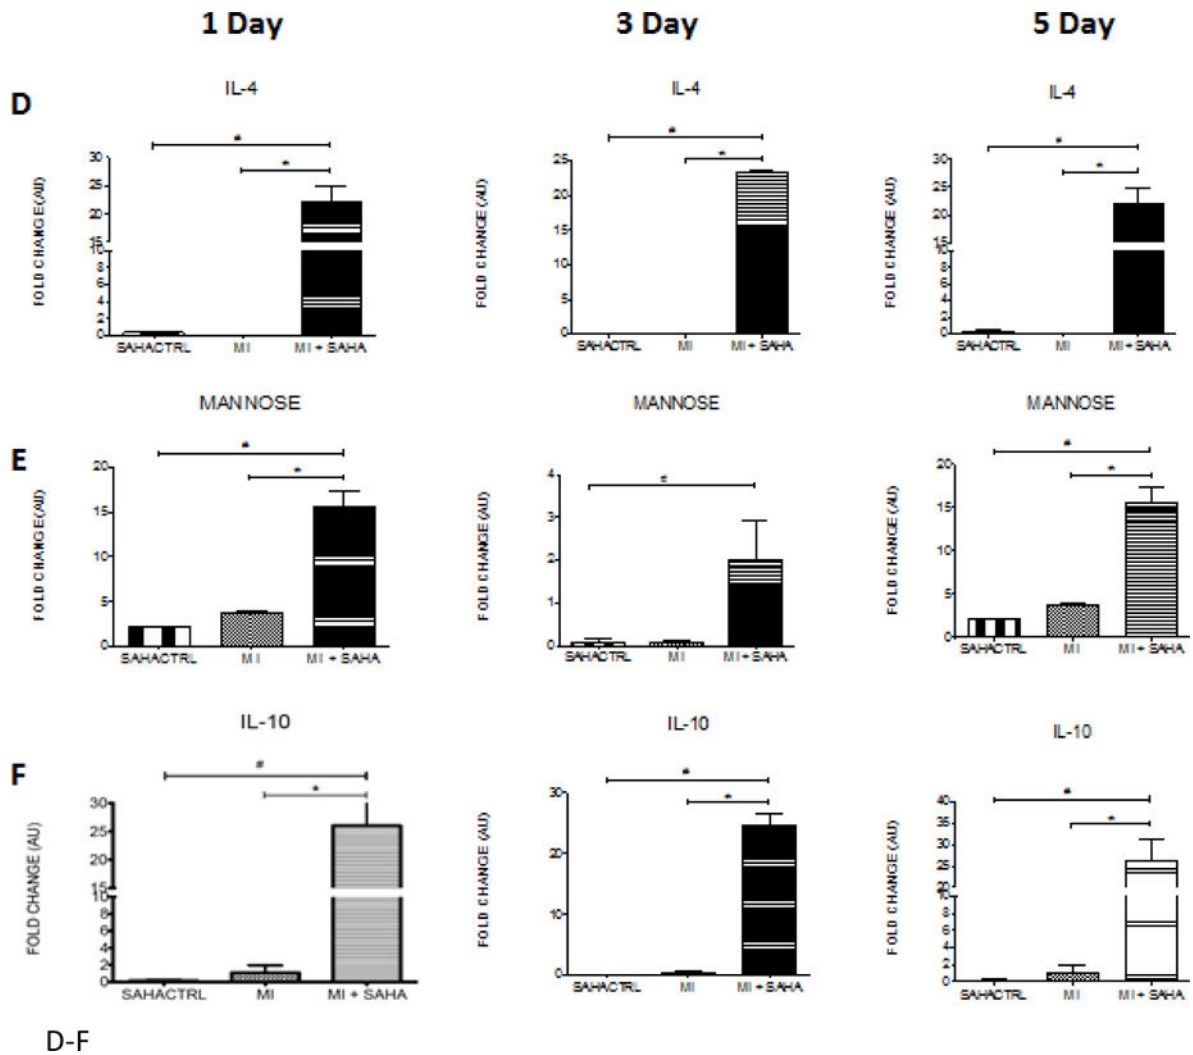 1 Day 3 Day 5 Day
D
IL-4 IL-4 IL-4
# # #
* * *
FOLD CHANGE (AU) FOLD CHANGE (AU) FOLD CHANGE (AU)
30 25 30
25 20 25
20 15 20
15 10 15
10 5 10
8 0 8
6 6
4 4
2 2
0 0
SAHACTRL MI MI + SAHA SAHACTRL MI MI + SAHA SAHACTRL MI MI + SAHA
E
MANNOSE MANNOSE MANNOSE
# # #
* *
FOLD CHANGE (AU) FOLD CHANGE (AU) FOLD CHANGE (AU)
20 4 20
15 3 15
10 2 10
5 1 5
0 0 0
SAHACTRL MI MI + SAHA SAHACTRL MI MI + SAHA SAHACTRL MI MI + SAHA
F
IL-10 IL-10 IL-10
# # #
* * *
FOLD CHANGE (AU) FOLD CHANGE (AU) FOLD CHANGE (AU)
30 30 40
25 20 35
20 10 30
15 0 25
10 20
8 10
6 8
4 6
2 4
0 2
0
SAHACTRL MI MI + SAHA SAHACTRL MI MI + SAHA SAHACTRL MI MI + SAHA
D-F